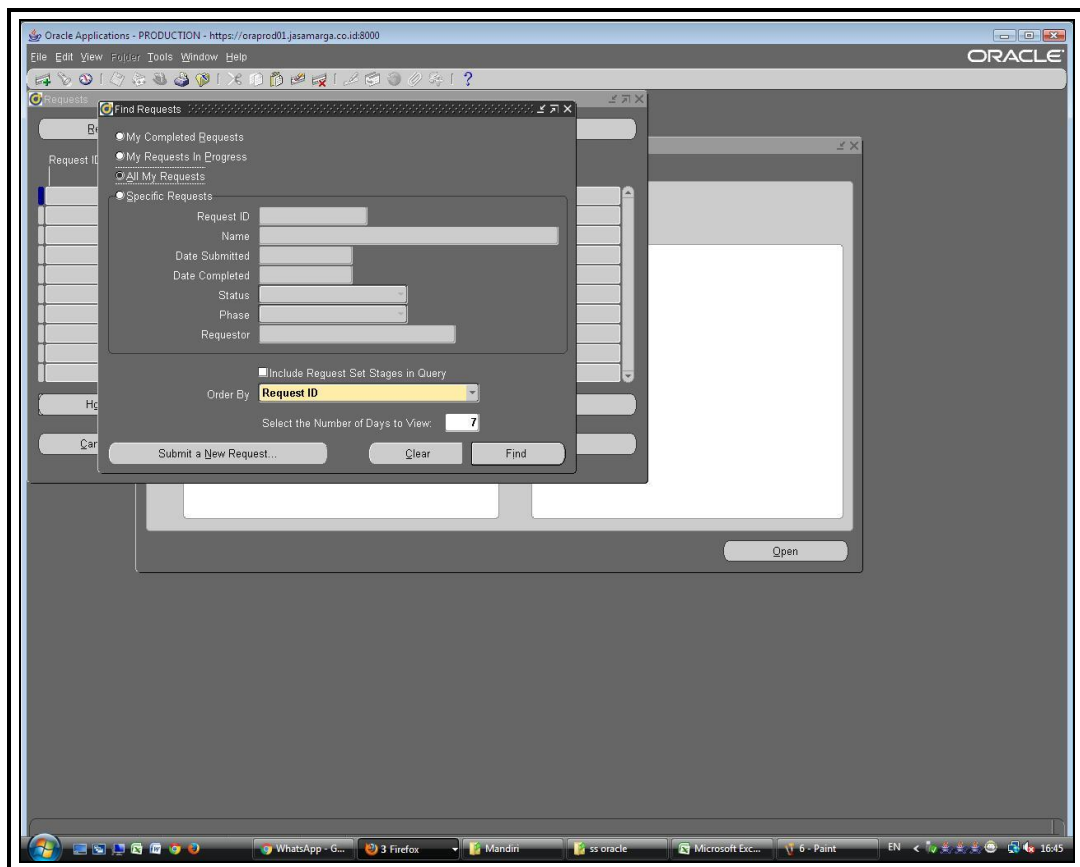 Oracle Applications - PRODUCTION - https://oraprod01.jasamarga.co.id:8000
File Edit View Folder Tools Window Help
ORACLE
Requests
Find Requests
My Completed Requests
My Requests In Progress
Request ID
All My Requests
Specific Requests
Request ID
Name
Date Submitted
Date Completed
Status
Phase
Requestor
Include Request Set Stages in Query
Order By Request ID
Select the Number of Days to View: 7
Submit a New Request... Clear Find
Open
WhatsApp - G... 3 Firefox Mandiri ss oracle Microsoft Exc... 6 - Paint EN 16:45